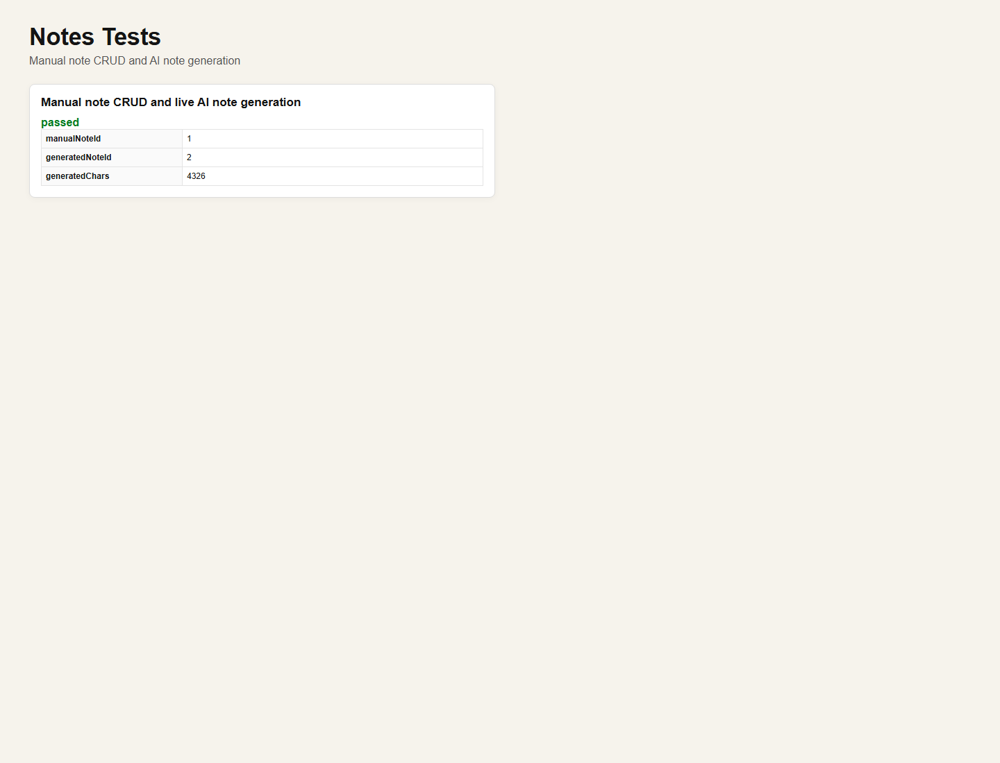 Notes Tests
Manual note CRUD and AI note generation
Manual note CRUD and live AI note generation
passed
manualNoteId 1
generatedNoteId 2
generatedChars 4326